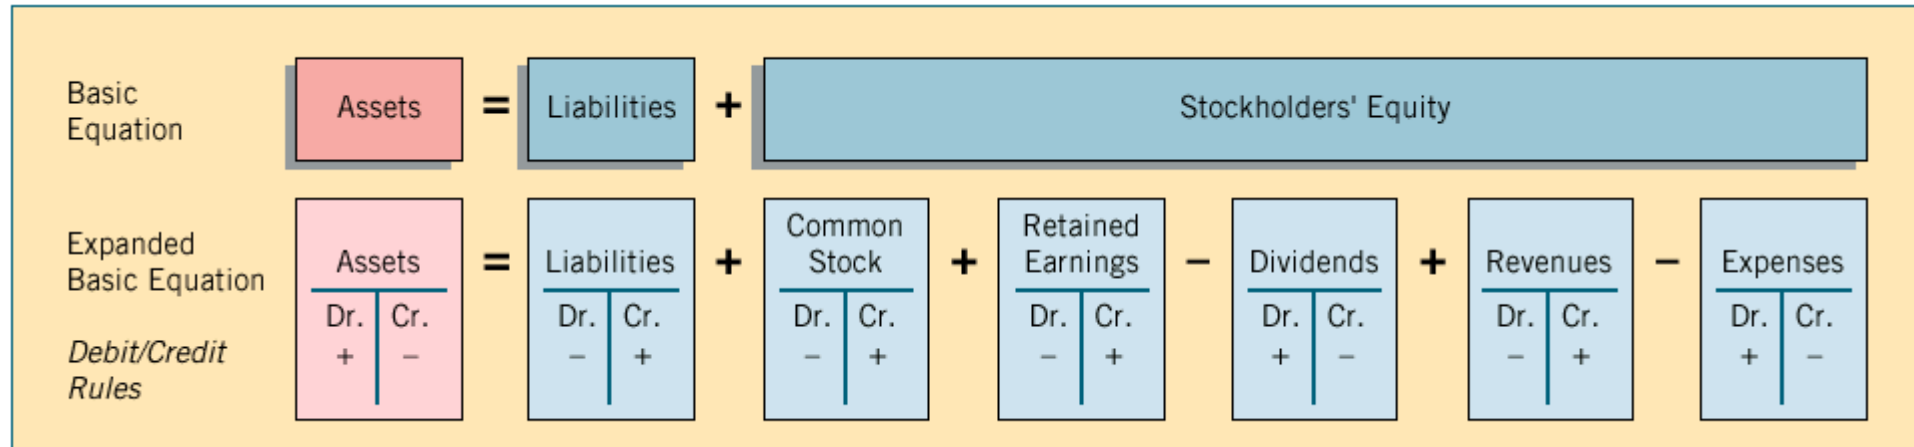 Basic
Equation
Assets = Liabilities + Stockholders' Equity
Expanded
Basic Equation
Assets = Liabilities + Common Stock + Retained Earnings – Dividends + Revenues – Expenses
Debit/Credit
Rules
Dr. Cr. Dr. Cr. Dr. Cr. Dr. Cr. Dr. Cr. Dr. Cr. Dr. Cr.
+ – – + – + – + + – – + + –